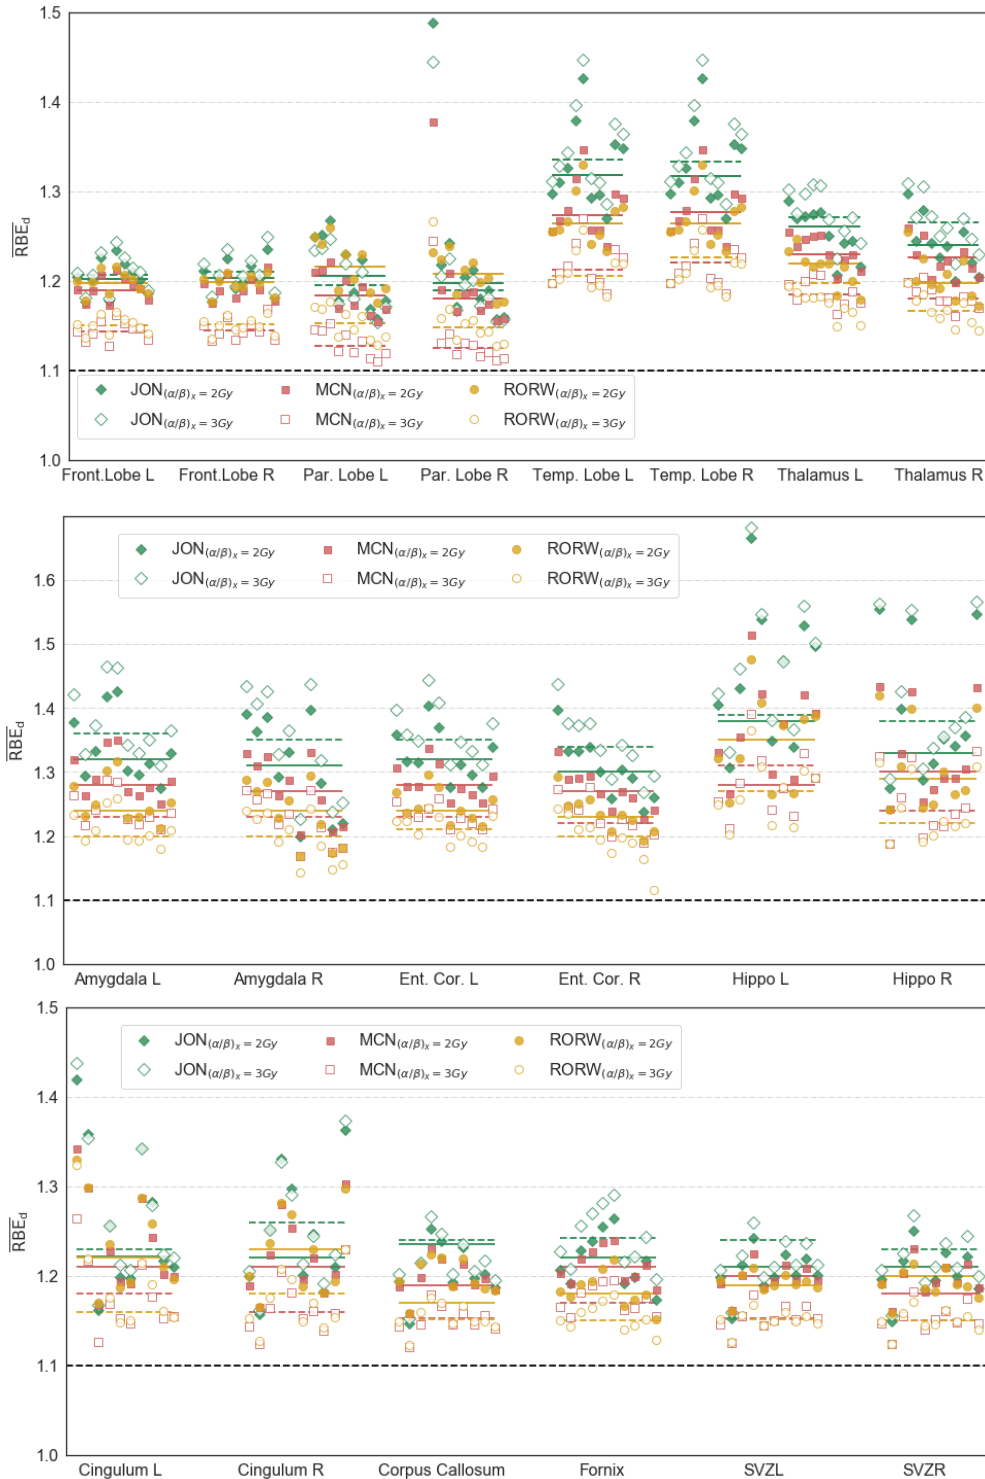 1.5
1.4
1.3
1.2
1.1
1.0
RBE_d
JON(α/β)ₓ = 2Gy MCN(α/β)ₓ = 2Gy RORW(α/β)ₓ = 2Gy
JON(α/β)ₓ = 3Gy MCN(α/β)ₓ = 3Gy RORW(α/β)ₓ = 3Gy
Front.Lobe L Front.Lobe R Par. Lobe L Par. Lobe R Temp. Lobe L Temp. Lobe R Thalamus L Thalamus R
JON(α/β)ₓ = 2Gy MCN(α/β)ₓ = 2Gy RORW(α/β)ₓ = 2Gy
JON(α/β)ₓ = 3Gy MCN(α/β)ₓ = 3Gy RORW(α/β)ₓ = 3Gy
1.6
1.5
1.4
1.3
1.2
1.1
1.0
RBE_d
Amygdala L Amygdala R Ent. Cor. L Ent. Cor. R Hippo L Hippo R
1.5
JON(α/β)ₓ = 2Gy MCN(α/β)ₓ = 2Gy RORW(α/β)ₓ = 2Gy
JON(α/β)ₓ = 3Gy MCN(α/β)ₓ = 3Gy RORW(α/β)ₓ = 3Gy
1.4
1.3
1.2
1.1
1.0
RBE_d
Cingulum L Cingulum R Corpus Callosum Fornix SVZL SVZR